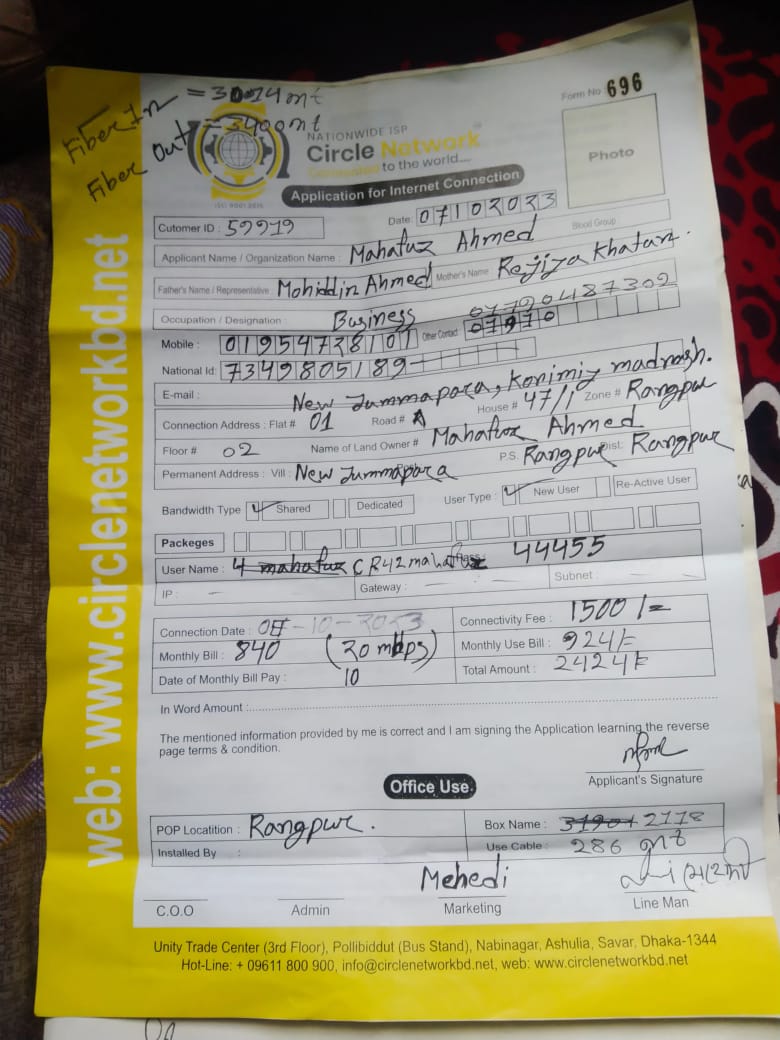 Fiber In = 3014mt
Fiber Out = 3400mt
Form No 696
NATIONWIDE ISP
Circle Network
Connected to the world....
ISO 9001:2015
Photo
Application for Internet Connection
Cutomer ID : 59919
Date: 07102023
Applicant Name / Organization Name : Mahafuz Ahmed
Blood Group
Father's Name / Representative Mohiddin Ahmed Mother's Name Rejiya Khatun.
Occupation / Designation : Business
Mobile : 01954738101 Other Contact
National Id: 7349805189
E-mail :
New Jummapara, Korimiy madrash.
Connection Address : Flat # 01 Road # A House # 47/1 Zone # Rangpur
Floor # 02 Name of Land Owner # Mahafuz Ahmed
Permanent Address : Vill : New Jummapara P.S. Rangpur Dist: Rangpur
Bandwidth Type ✓ Shared Dedicated User Type : ✓ New User Re-Active User
Packeges
User Name : 4 mahafuz CR42mahafuz 44455
IP : Gateway : Subnet :
Connection Date : -10-2023 Connectivity Fee : 1500/=
Monthly Bill : 840 (20 mbps) Monthly Use Bill : 924/=
Date of Monthly Bill Pay : 10 Total Amount : 2424/=
In Word Amount :
The mentioned information provided by me is correct and I am signing the Application learning the reverse
page terms & condition.
Applicant's Signature
Office Use
POP Locatition : Rangpur. Box Name : 31901 2178
Installed By : Use Cable : 286 mt
Mehedi
C.O.O Admin Marketing Line Man
Unity Trade Center (3rd Floor), Pollibiddut (Bus Stand), Nabinagar, Ashulia, Savar, Dhaka-1344
Hot-Line: + 09611 800 900, info@circlenetworkbd.net, web: www.circlenetworkbd.net
web: www.circlenetworkbd.net